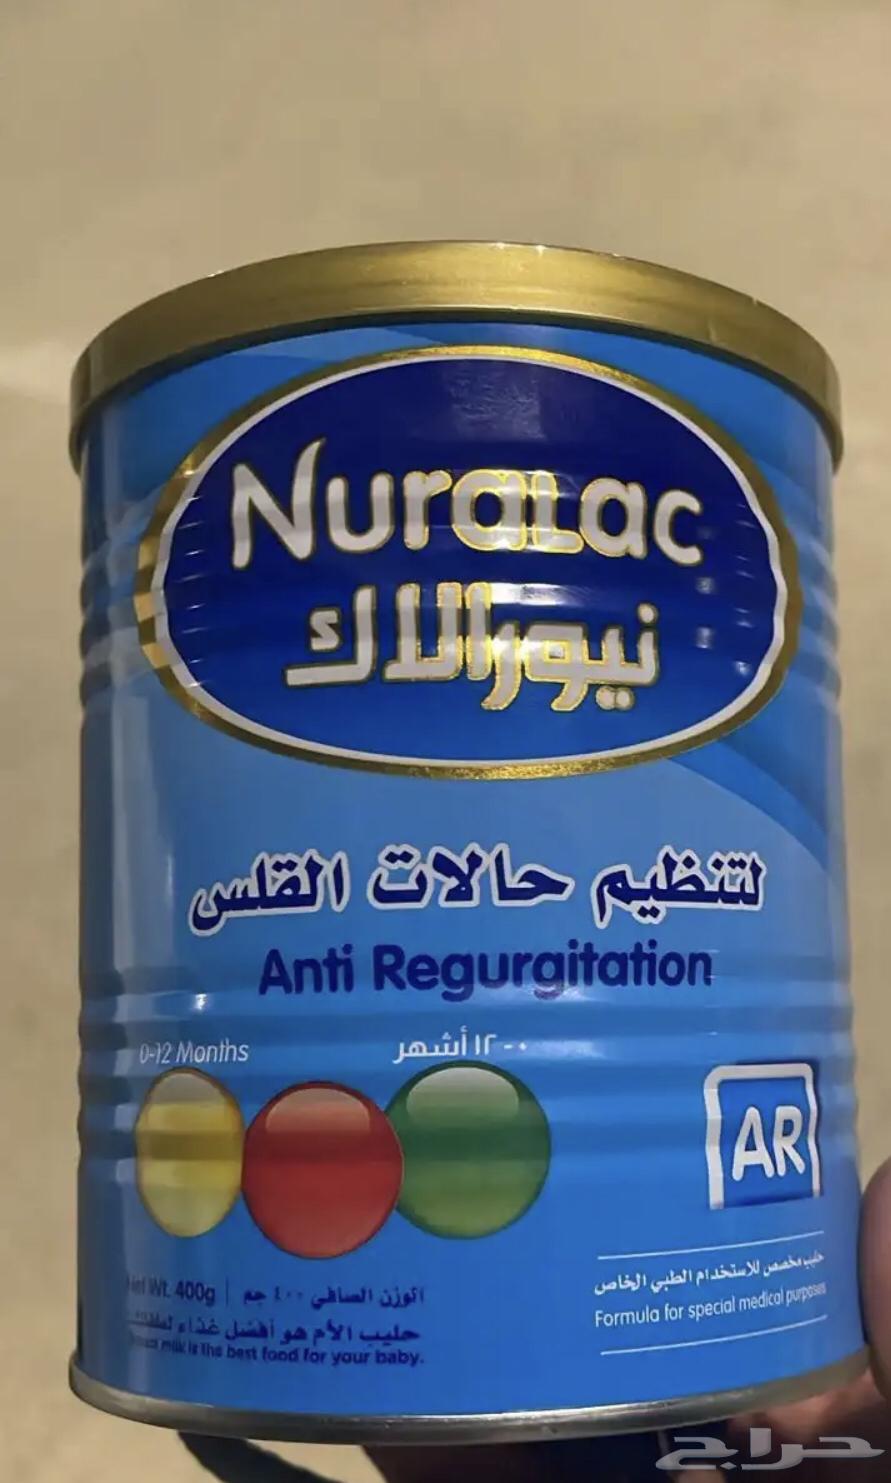 Nuralac
نيورالاك
لتنظيم حالات القلس
Anti Regurgitation
0-12 Months
٠-١٢ أشهر
AR
Net Wt. 400g | الوزن الصافي ٤٠٠ جم
حليب الأم هو أفضل غذاء
milk is the best food for your baby.
حليب مخصص للاستخدام الطبي الخاص
Formula for special medical purposes
حراج